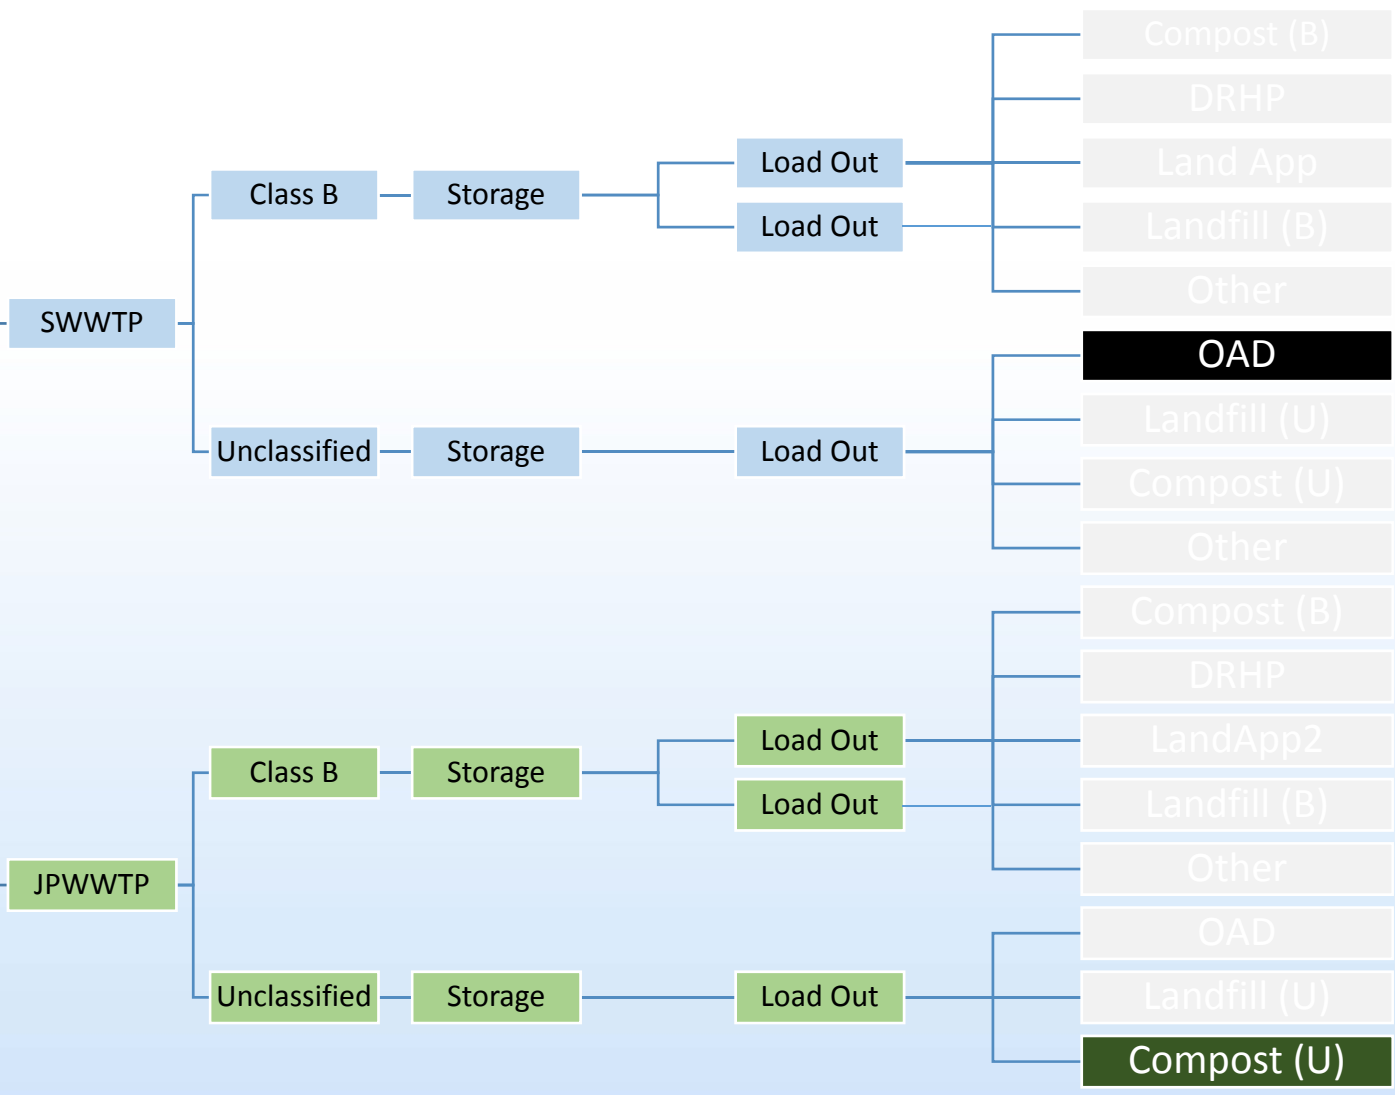 SWWTP
Class B
Storage
Load Out
Load Out
Compost (B)
DRHP
Land App
Landfill (B)
Other
Unclassified
Storage
Load Out
OAD
Landfill (U)
Compost (U)
Other
JPWWTP
Class B
Storage
Load Out
Load Out
Compost (B)
DRHP
LandApp2
Landfill (B)
Other
Unclassified
Storage
Load Out
OAD
Landfill (U)
Compost (U)